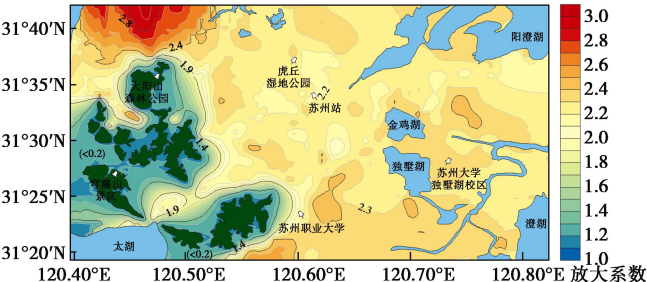 31°40′N
31°35′N
31°30′N
31°25′N
31°20′N
120.40°E
120.50°E
120.60°E
120.70°E
120.80°E
放大系数
3.0
2.8
2.6
2.4
2.2
2.0
1.8
1.6
1.4
1.2
1.0
2.8
2.4
1.9
大阳山
森林公园
虎丘
湿地公园
2.2
苏州站
阳澄湖
金鸡湖
独墅湖
苏州大学
独墅湖校区
1.4
(<0.2)
穹窿山
景区
1.9
2.3
苏州职业大学
澄湖
太湖
(<0.2)
1.4